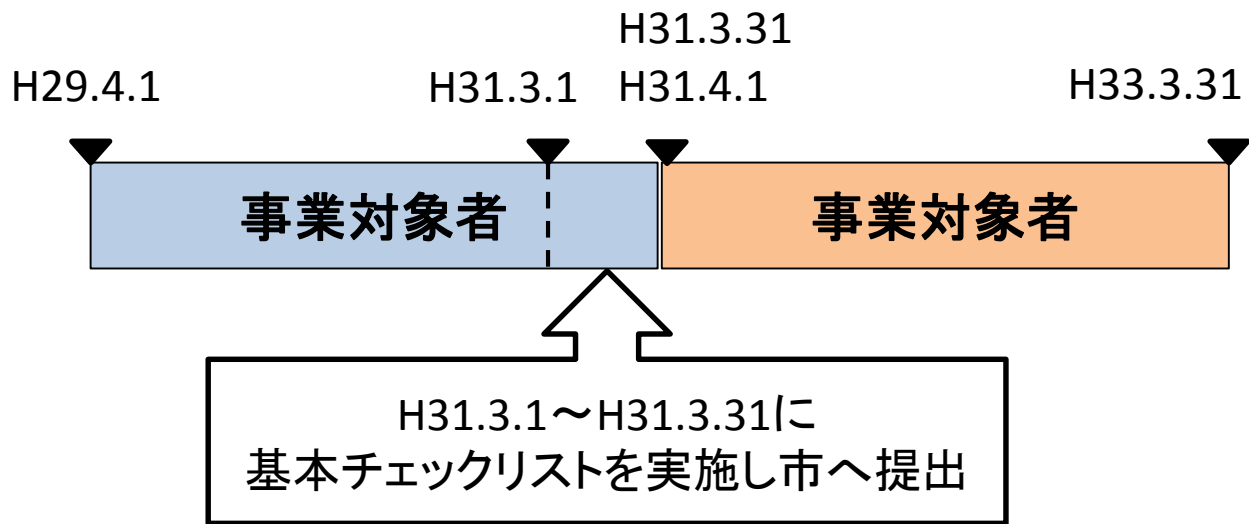 H29.4.1
H31.3.1
H31.3.31
H31.4.1
H33.3.31
事業対象者
事業対象者
H31.3.1～H31.3.31に
基本チェックリストを実施し市へ提出